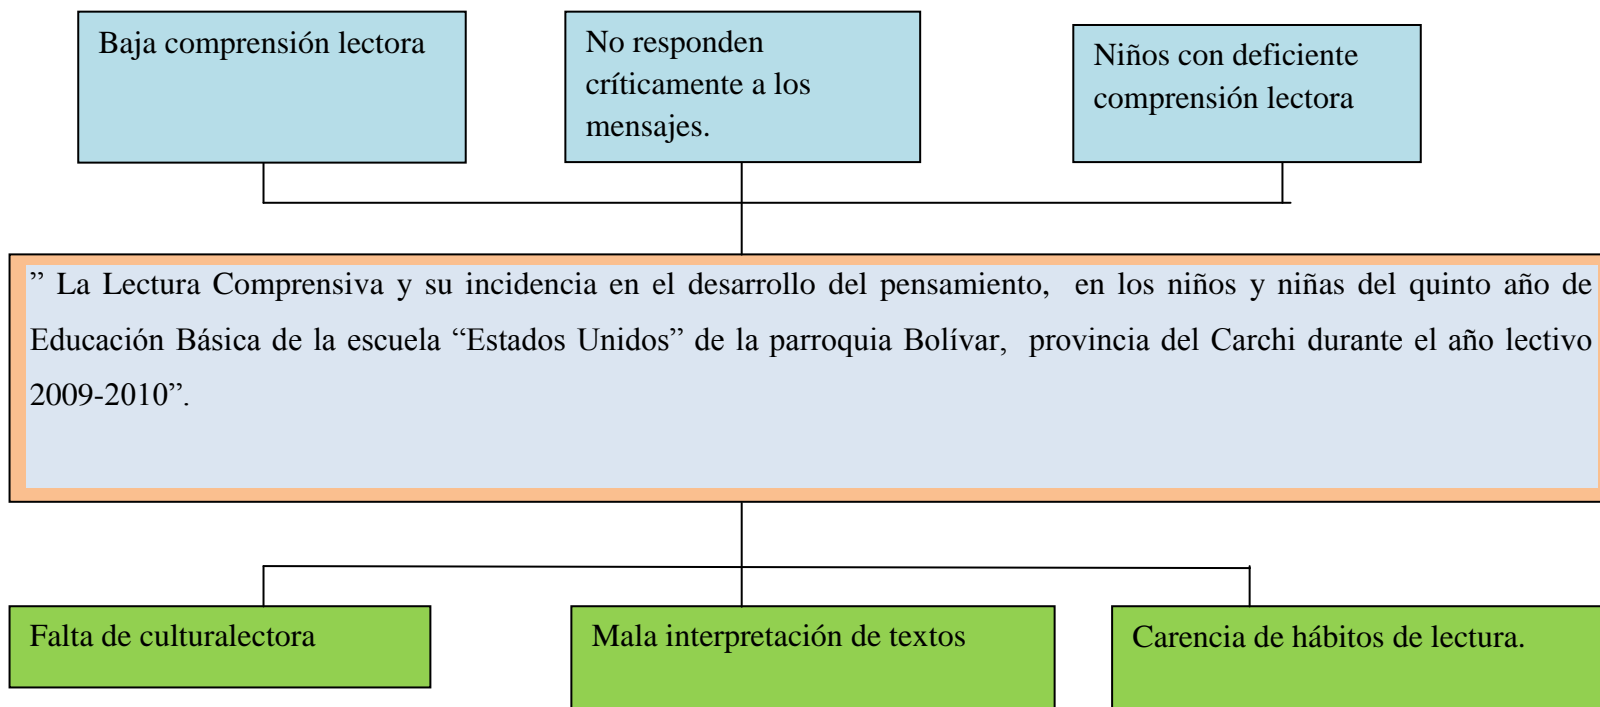 Baja comprensión lectora
No responden
críticamente a los
mensajes.
Niños con deficiente
comprensión lectora
” La Lectura Comprensiva y su incidencia en el desarrollo del pensamiento, en los niños y niñas del quinto año de
Educación Básica de la escuela “Estados Unidos” de la parroquia Bolívar, provincia del Carchi durante el año lectivo
2009-2010”.
Falta de culturalectora
Mala interpretación de textos
Carencia de hábitos de lectura.